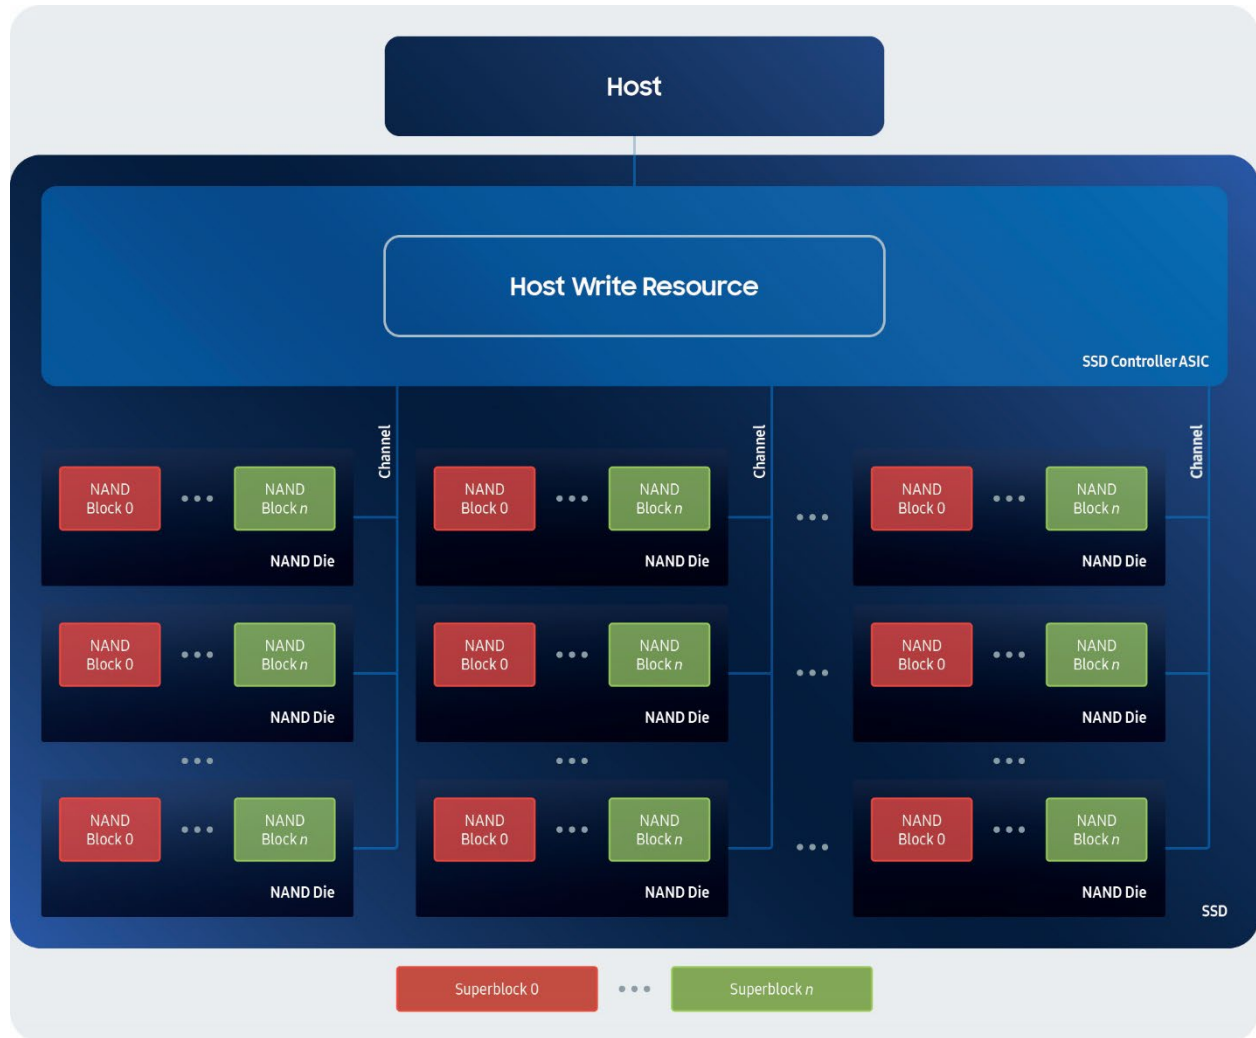 Host
Host Write Resource
SSD Controller ASIC
Channel
Channel
Channel
NAND
Block 0
NAND
Block n
NAND Die
NAND
Block 0
NAND
Block n
NAND Die
NAND
Block 0
NAND
Block n
NAND Die
NAND
Block 0
NAND
Block n
NAND Die
NAND
Block 0
NAND
Block n
NAND Die
NAND
Block 0
NAND
Block n
NAND Die
NAND
Block 0
NAND
Block n
NAND Die
NAND
Block 0
NAND
Block n
NAND Die
NAND
Block 0
NAND
Block n
NAND Die
SSD
Superblock 0
Superblock n